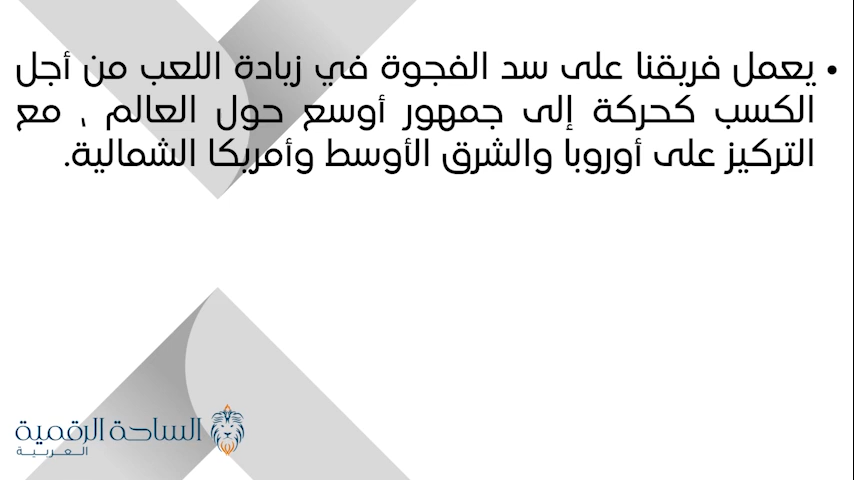 • يعمل فريقنا على سد الفجوة في زيادة اللعب من أجل
الكسب كحركة إلى جمهور أوسع حول العالم ، مع
التركيز على أوروبا والشرق الأوسط وأمريكا الشمالية.
الساحة الرقمية
العربية